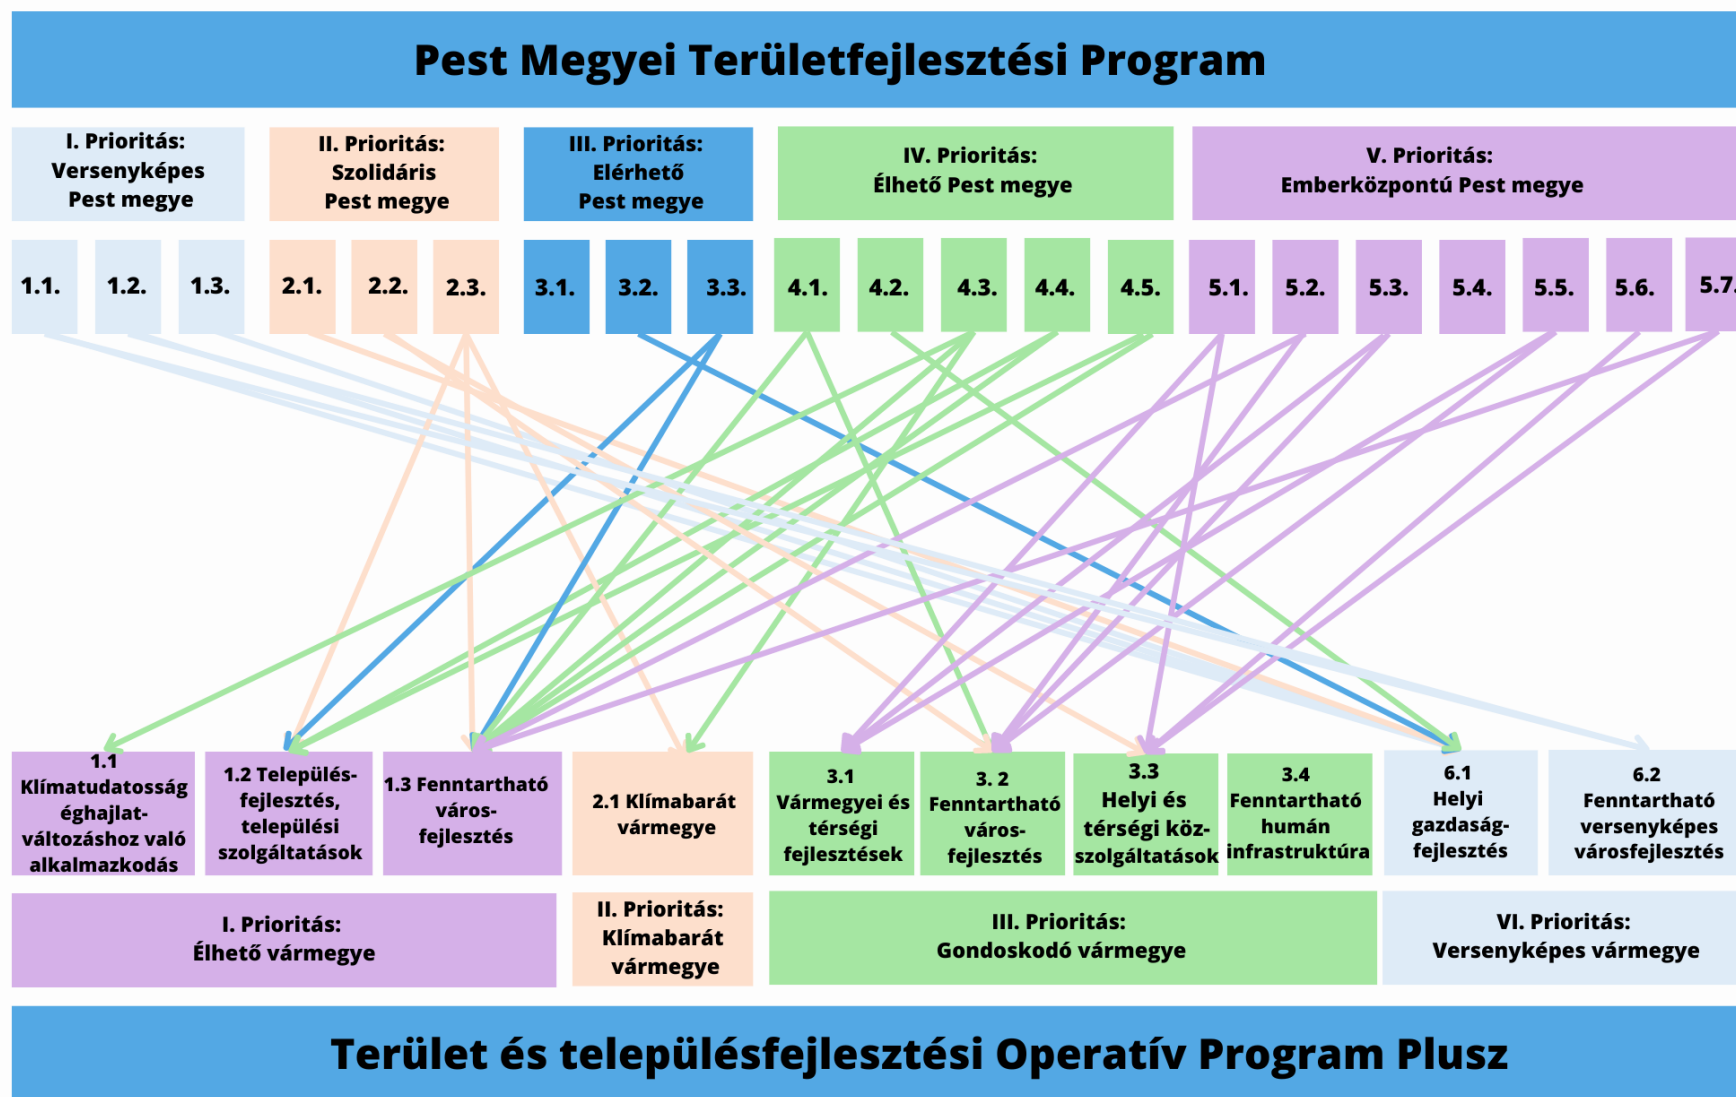 Pest Megyei Területfejlesztési Program
I. Prioritás:
Versenyképes
Pest megye
II. Prioritás:
Szolidáris
Pest megye
III. Prioritás:
Elérhető
Pest megye
IV. Prioritás:
Élhető Pest megye
V. Prioritás:
Emberközpontú Pest megye
1.1.
1.2.
1.3.
2.1.
2.2.
2.3.
3.1.
3.2.
3.3.
4.1.
4.2.
4.3.
4.4.
4.5.
5.1.
5.2.
5.3.
5.4.
5.5.
5.6.
5.7.
1.1
Klímatudatosság
éghajlat-
változáshoz való
alkalmazkodás
1.2 Település-
fejlesztés,
települési
szolgáltatások
1.3 Fenntartható
város-
fejlesztés
2.1 Klímabarát
vármegye
3.1
Vármegyei és
térségi
fejlesztések
3. 2
Fenntartható
város-
fejlesztés
3.3
Helyi és
térségi köz-
szolgáltatások
3.4
Fenntartható
humán
infrastruktúra
6.1
Helyi
gazdaság-
fejlesztés
6.2
Fenntartható
versenyképes
városfejlesztés
I. Prioritás:
Élhető vármegye
II. Prioritás:
Klímabarát
vármegye
III. Prioritás:
Gondoskodó vármegye
VI. Prioritás:
Versenyképes vármegye
Terület és településfejlesztési Operatív Program Plusz